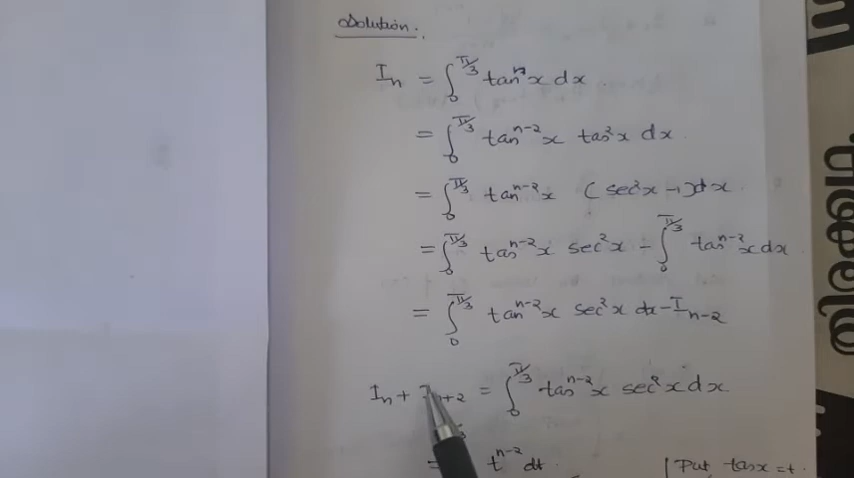 Solution.
Iₙ = ∫₀^{π/3} tanⁿx dx.
= ∫₀^{π/3} tanⁿ⁻²x tan²x dx.
= ∫₀^{π/3} tanⁿ⁻²x (sec²x -1)dx.
= ∫₀^{π/3} tanⁿ⁻²x sec²x - ∫₀^{π/3} tanⁿ⁻²x dx.
= ∫₀^{π/3} tanⁿ⁻²x sec²x dx - Iₙ₋₂
Iₙ + Iₙ₊₂ = ∫₀^{π/3} tanⁿ⁻²x sec²x dx
= tⁿ⁻² dt. | Put tanx = t.